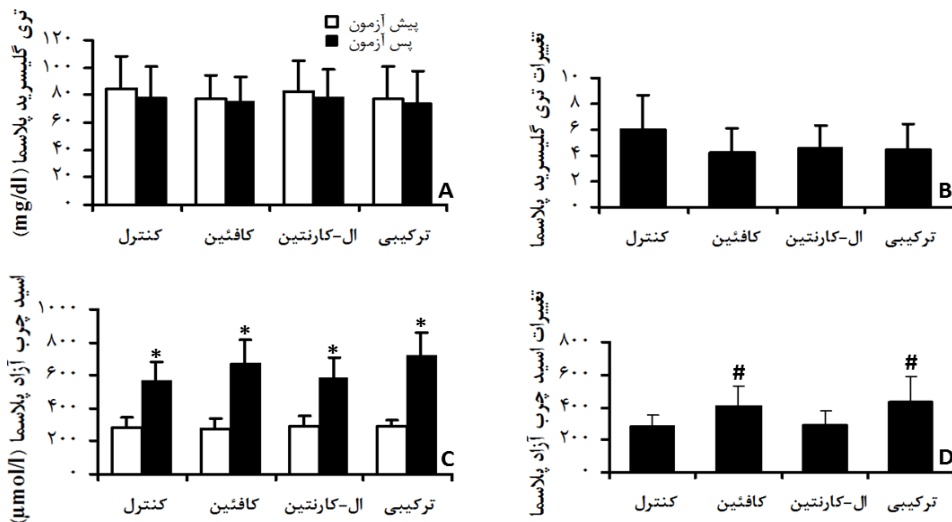 تری گلیسرید پلاسما (mg/dl)
۱۲۰
۱۰۰
۸۰
۶۰
۴۰
۲۰
۰
پیش آزمون
پس آزمون
A
کنترل
کافئین
ال-کارنتین
ترکیبی
تغییرات تری گلیسرید پلاسما
۱۰
۸
۶
۴
۲
۰
B
کنترل
کافئین
ال-کارنتین
ترکیبی
اسید چرب آزاد پلاسما (µmol/l)
۱۰۰۰
۸۰۰
۶۰۰
۴۰۰
۲۰۰
۰
*
*
*
*
C
کنترل
کافئین
ال-کارنتین
ترکیبی
تغییرات اسید چرب آزاد پلاسما
۸۰۰
۶۰۰
۴۰۰
۲۰۰
۰
#
#
D
کنترل
کافئین
ال-کارنتین
ترکیبی